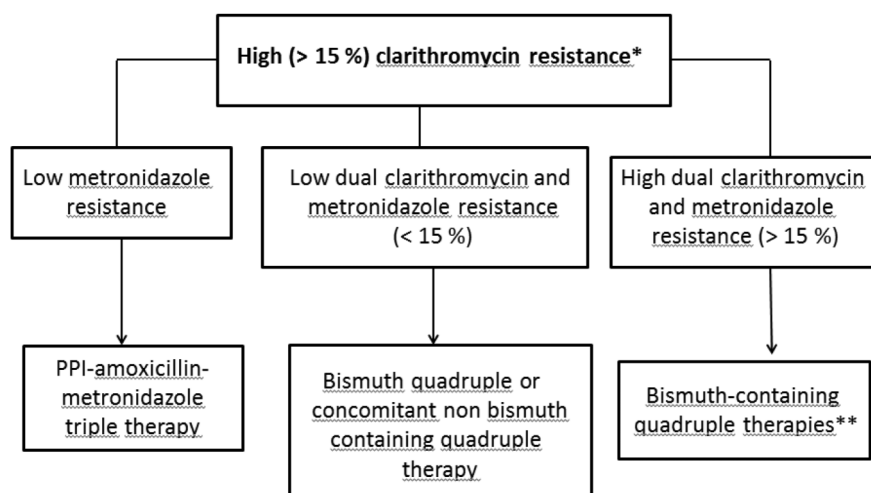 High (> 15 %) clarithromycin resistance*
Low metronidazole
resistance
Low dual clarithromycin and
metronidazole resistance
(< 15 %)
High dual clarithromycin
and metronidazole
resistance (> 15 %)
PPI-amoxicillin-
metronidazole
triple therapy
Bismuth quadruple or
concomitant non bismuth
containing quadruple
therapy
Bismuth-containing
quadruple therapies**